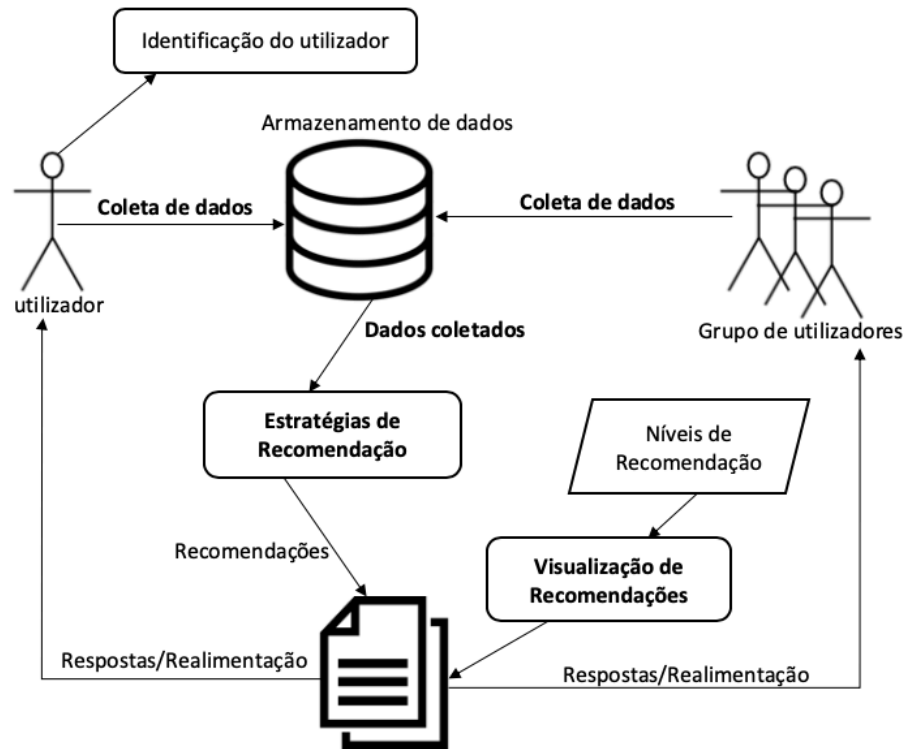 Identificação do utilizador
Armazenamento de dados
Coleta de dados
Coleta de dados
utilizador
Grupo de utilizadores
Dados coletados
Estratégias de
Recomendação
Níveis de
Recomendação
Recomendações
Visualização de
Recomendações
Respostas/Realimentação
Respostas/Realimentação